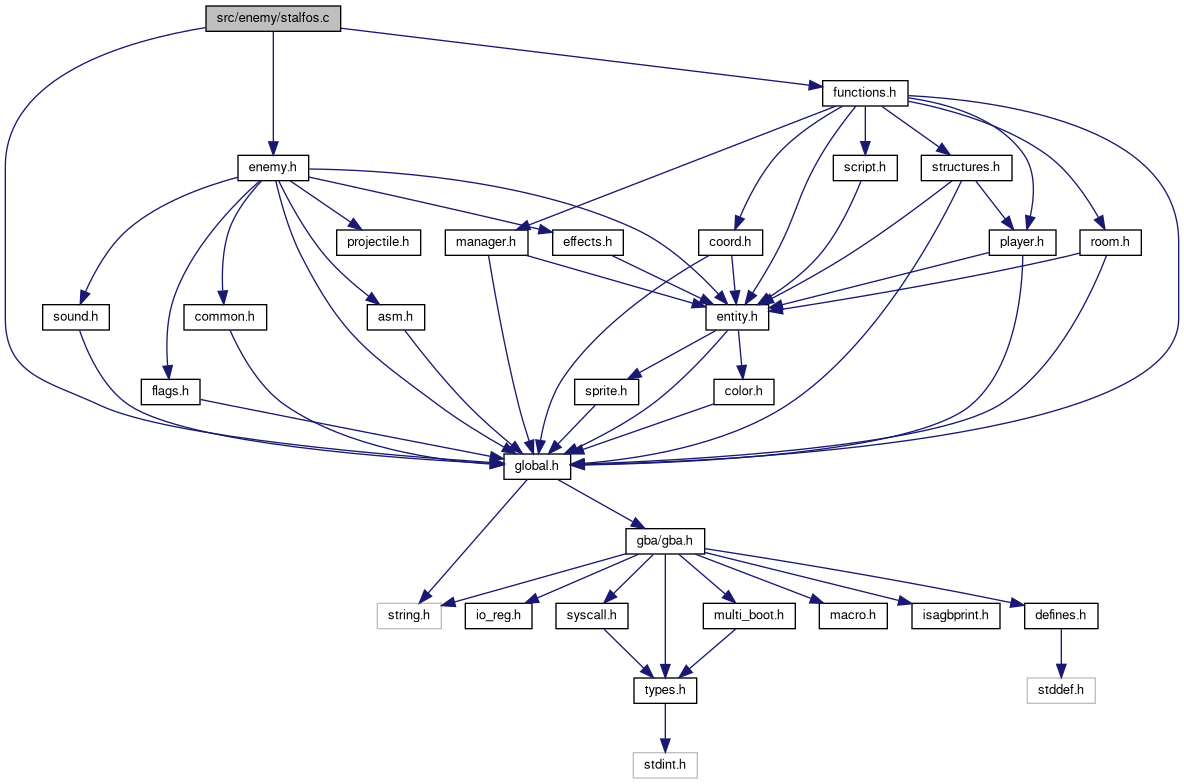 src/enemy/stalfos.c
functions.h
enemy.h
script.h
structures.h
projectile.h
manager.h
effects.h
coord.h
player.h
room.h
sound.h
common.h
asm.h
entity.h
flags.h
sprite.h
color.h
global.h
gba/gba.h
string.h
io_reg.h
syscall.h
multi_boot.h
macro.h
isagbprint.h
defines.h
types.h
stddef.h
stdint.h